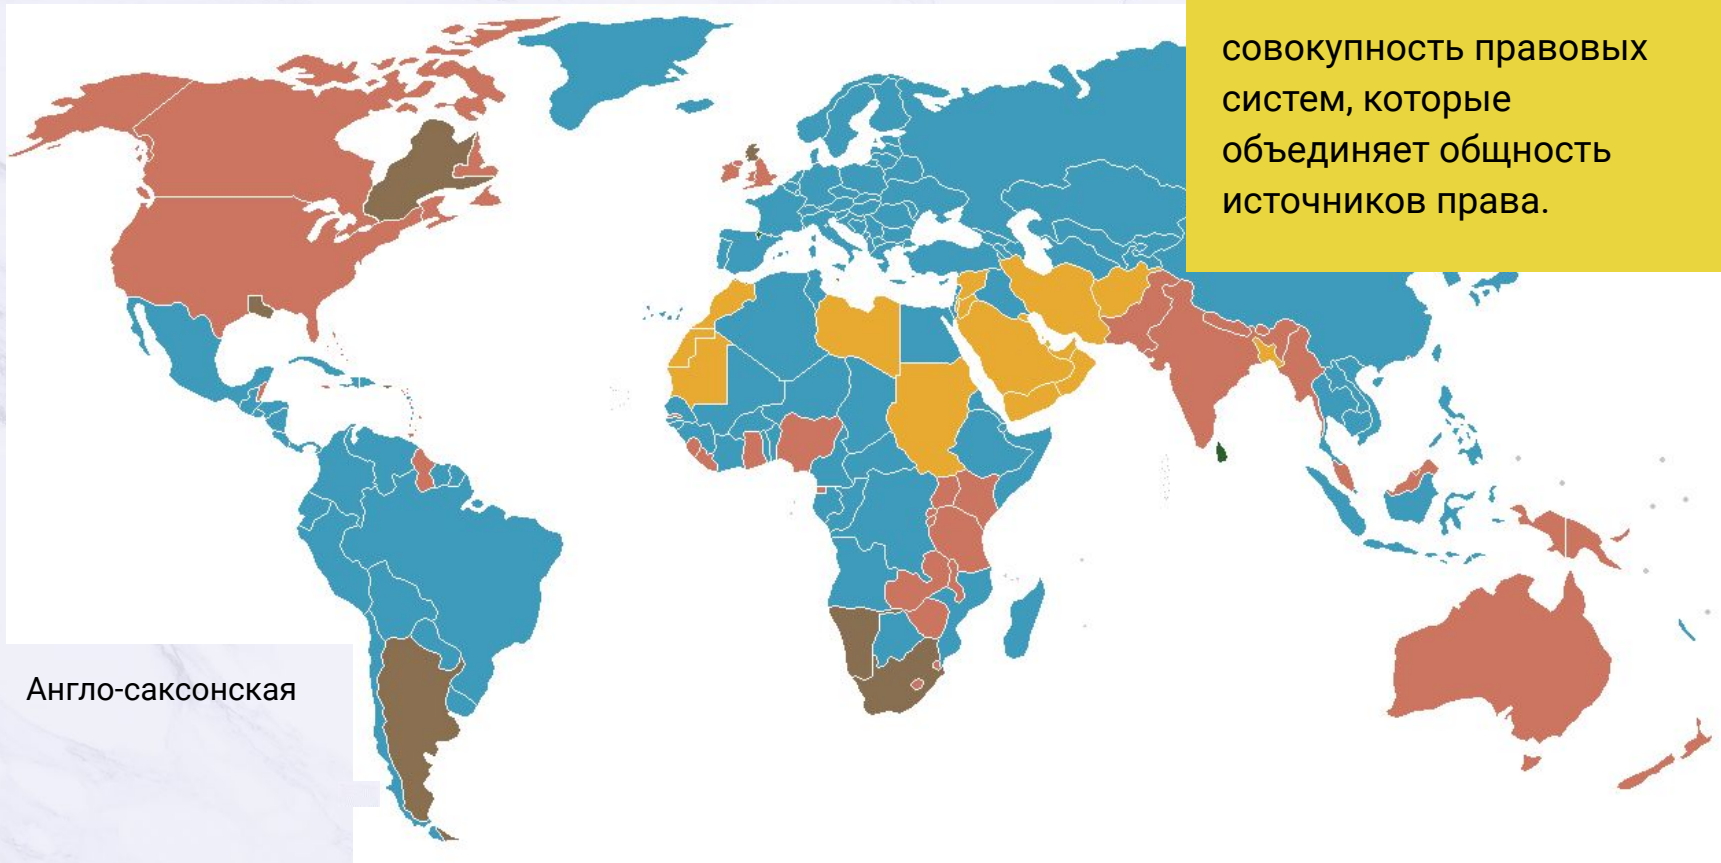 совокупность правовых
систем, которые
объединяет общность
источников права.
Англо-саксонская